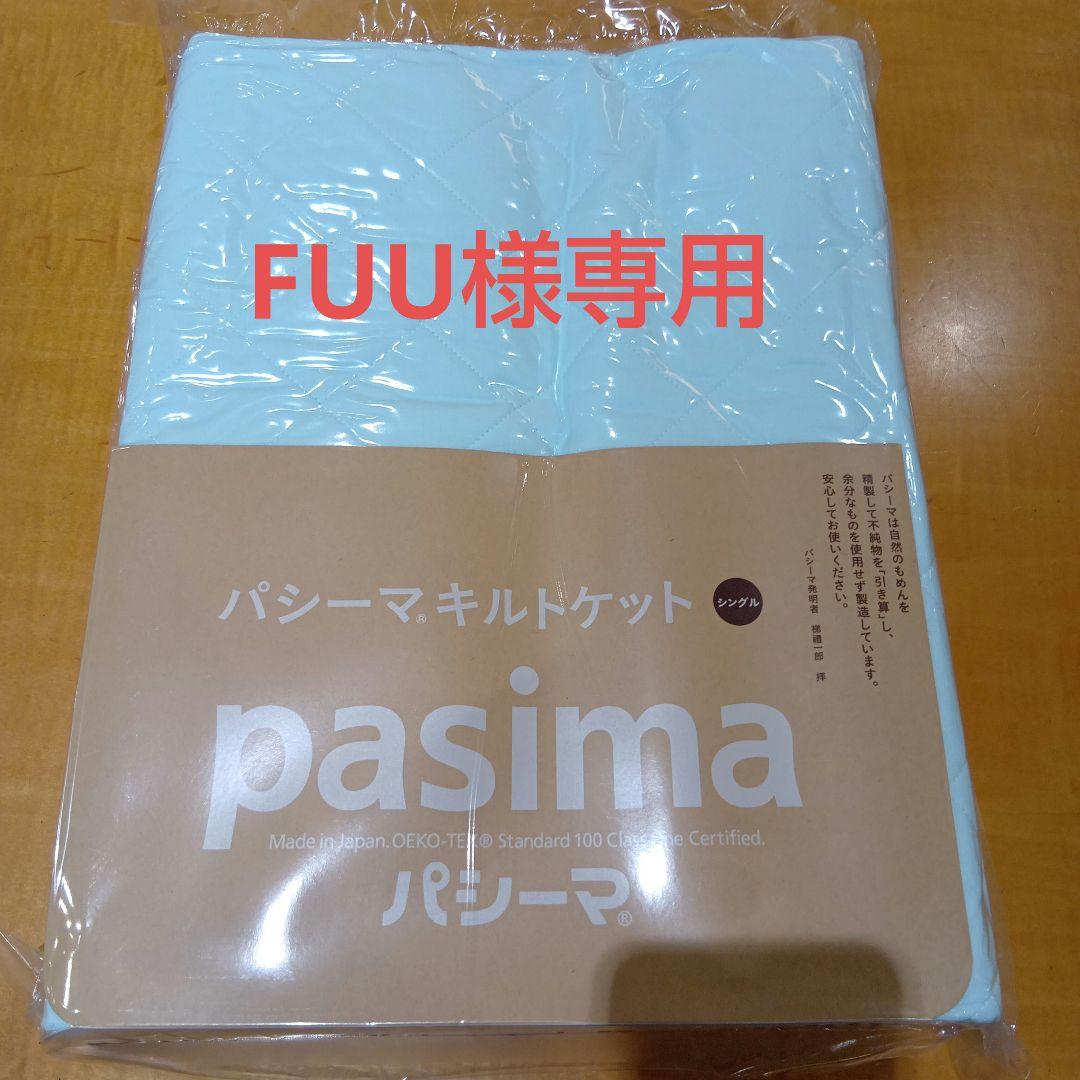 FUU様専用
パシーマは自然のもめんを
精製して不純物を「引き算」し、
余分なものを使用せず製造しています。
安心してお使いください。
パシーマ発明者 梯禮一郎 拝
パシーマ®キルトケット シングル
pasima
Made in Japan. OEKO-TEX® Standard 100 Class One Certified.
パシーマ®